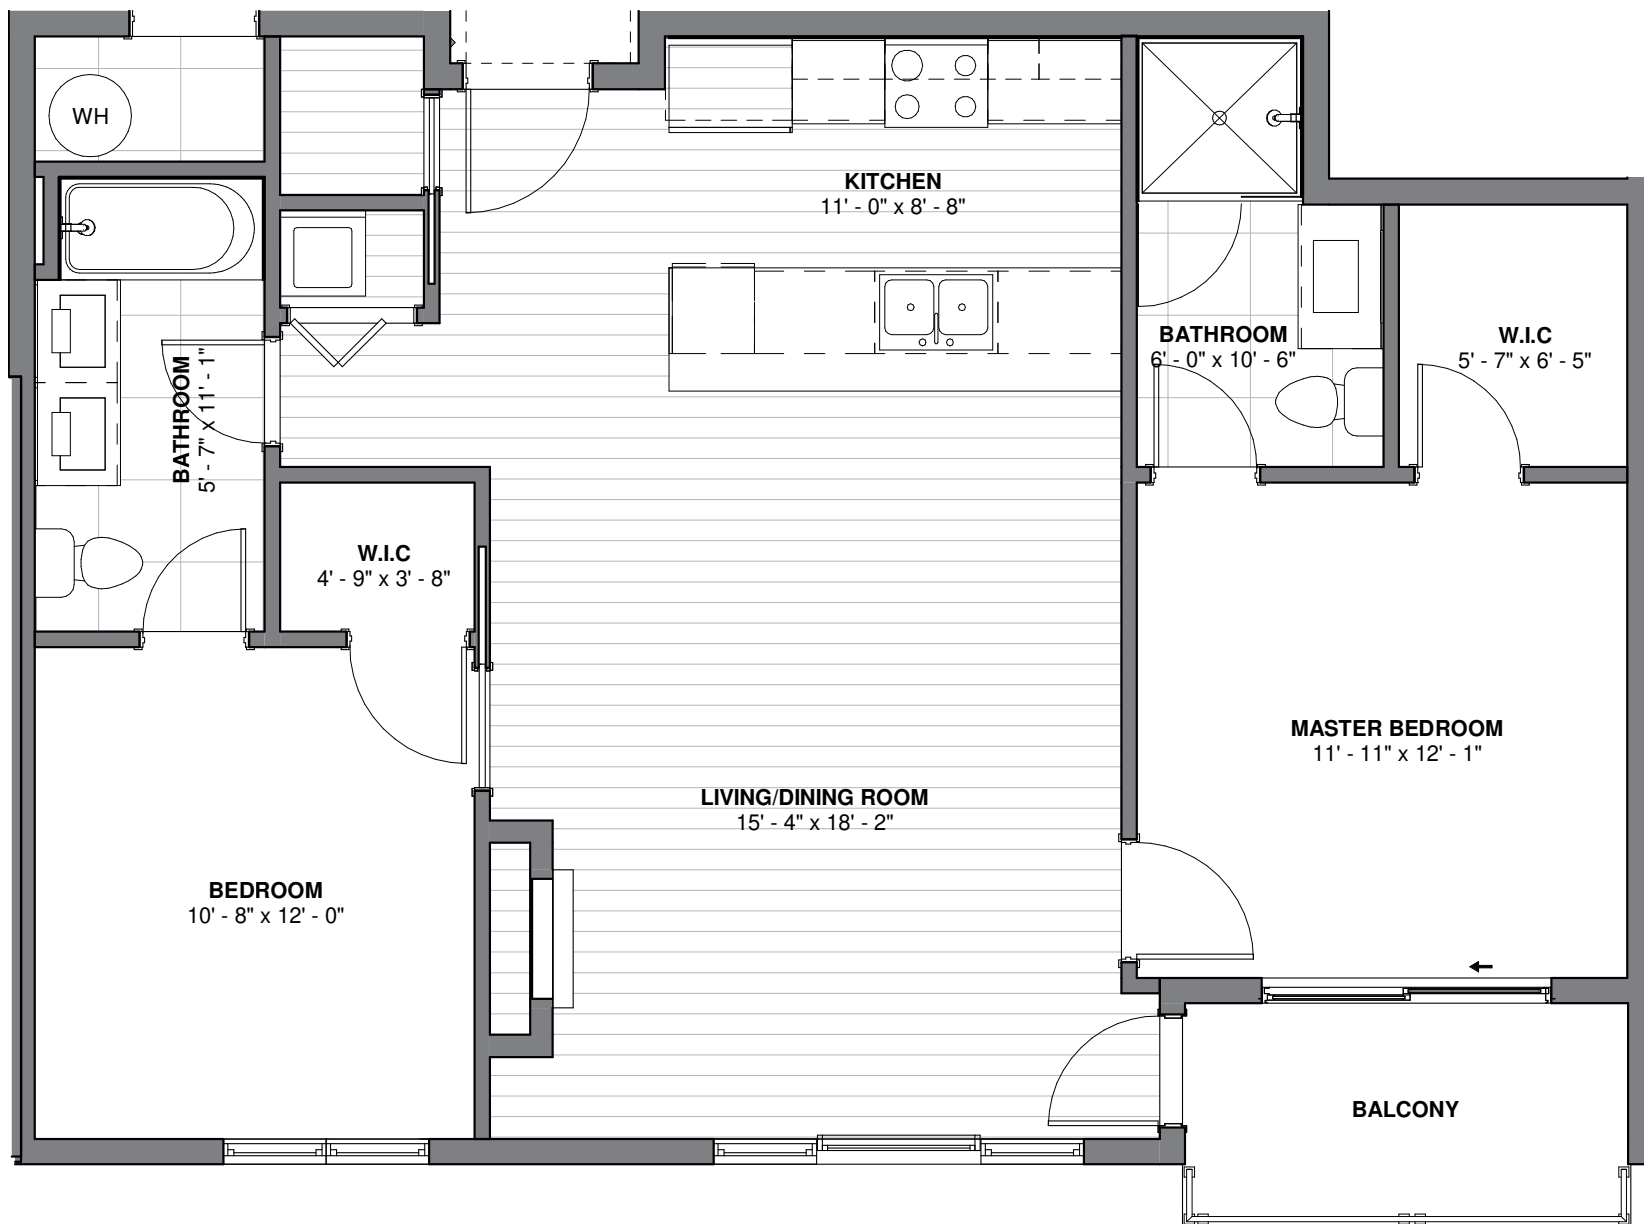 WH
KITCHEN
11' - 0" x 8' - 8"
BATHROOM
6' - 0" x 10' - 6"
W.I.C
5' - 7" x 6' - 5"
BATHROOM
5' - 7" x 11' - 1"
W.I.C
4' - 9" x 3' - 8"
MASTER BEDROOM
11' - 11" x 12' - 1"
LIVING/DINING ROOM
15' - 4" x 18' - 2"
BEDROOM
10' - 8" x 12' - 0"
BALCONY